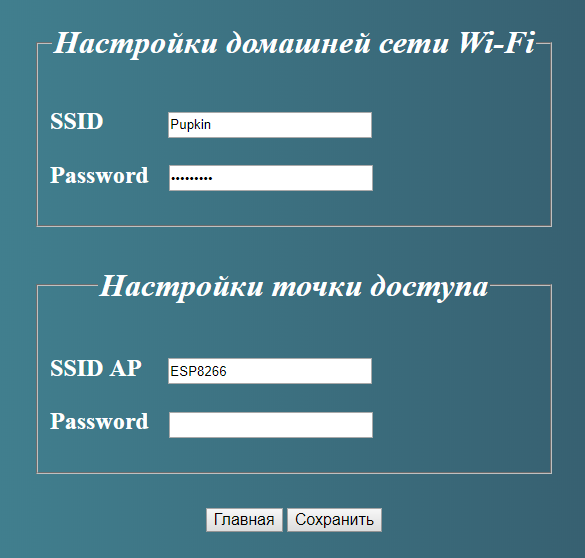 Настройки домашней сети Wi-Fi
SSID Pupkin
Password •••••••••
Настройки точки доступа
SSID AP ESP8266
Password
Главная Сохранить